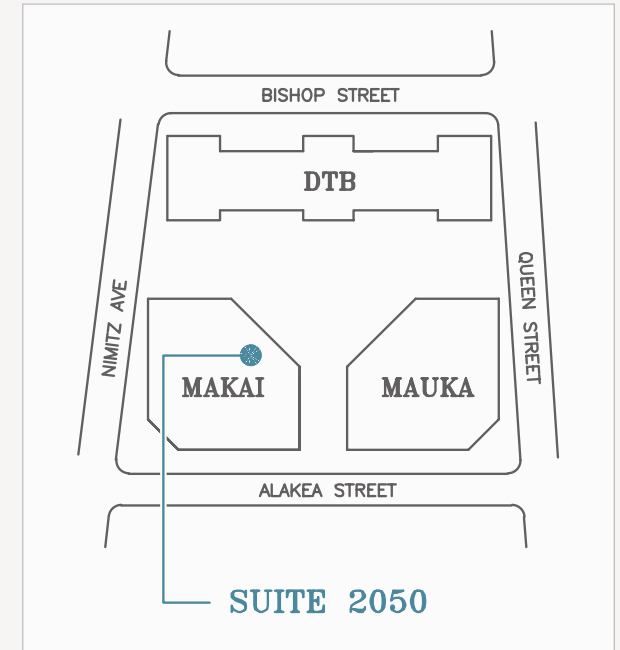 BISHOP STREET
DTB
NIMITZ AVE
QUEEN STREET
MAKAI
MAUKA
ALAKEA STREET
SUITE 2050